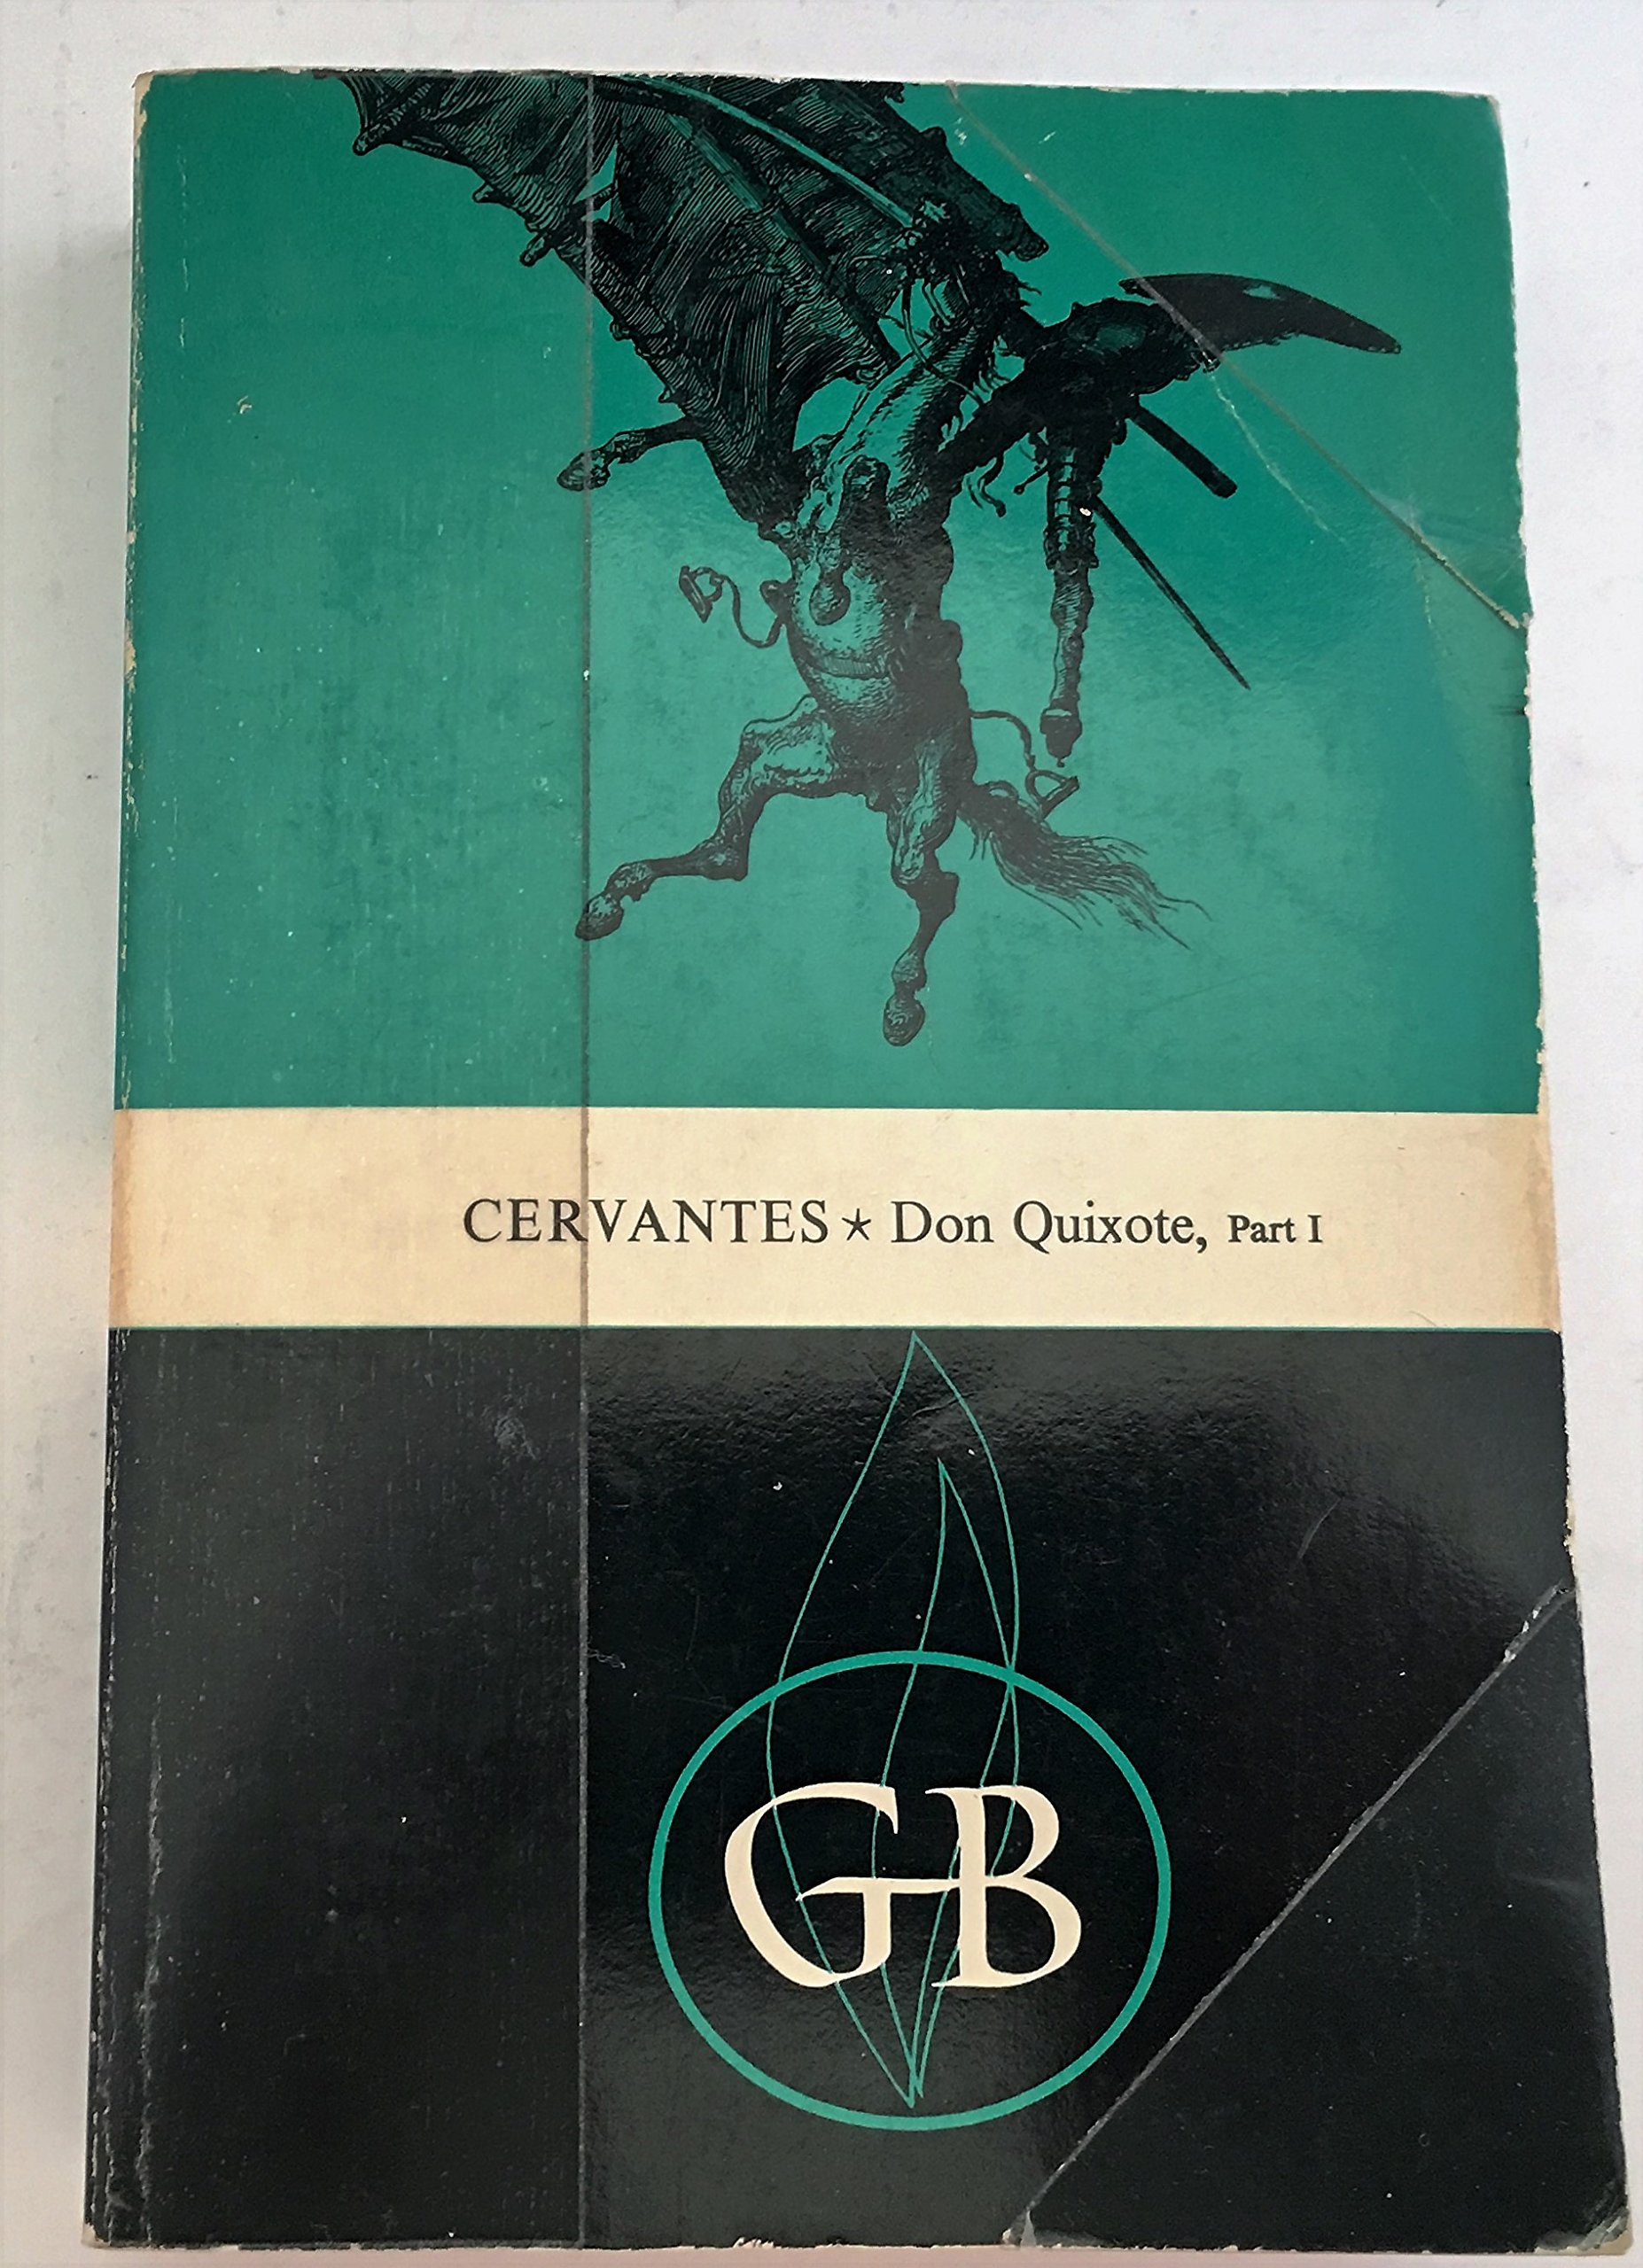 CERVANTES ★ Don Quixote, Part I
GB